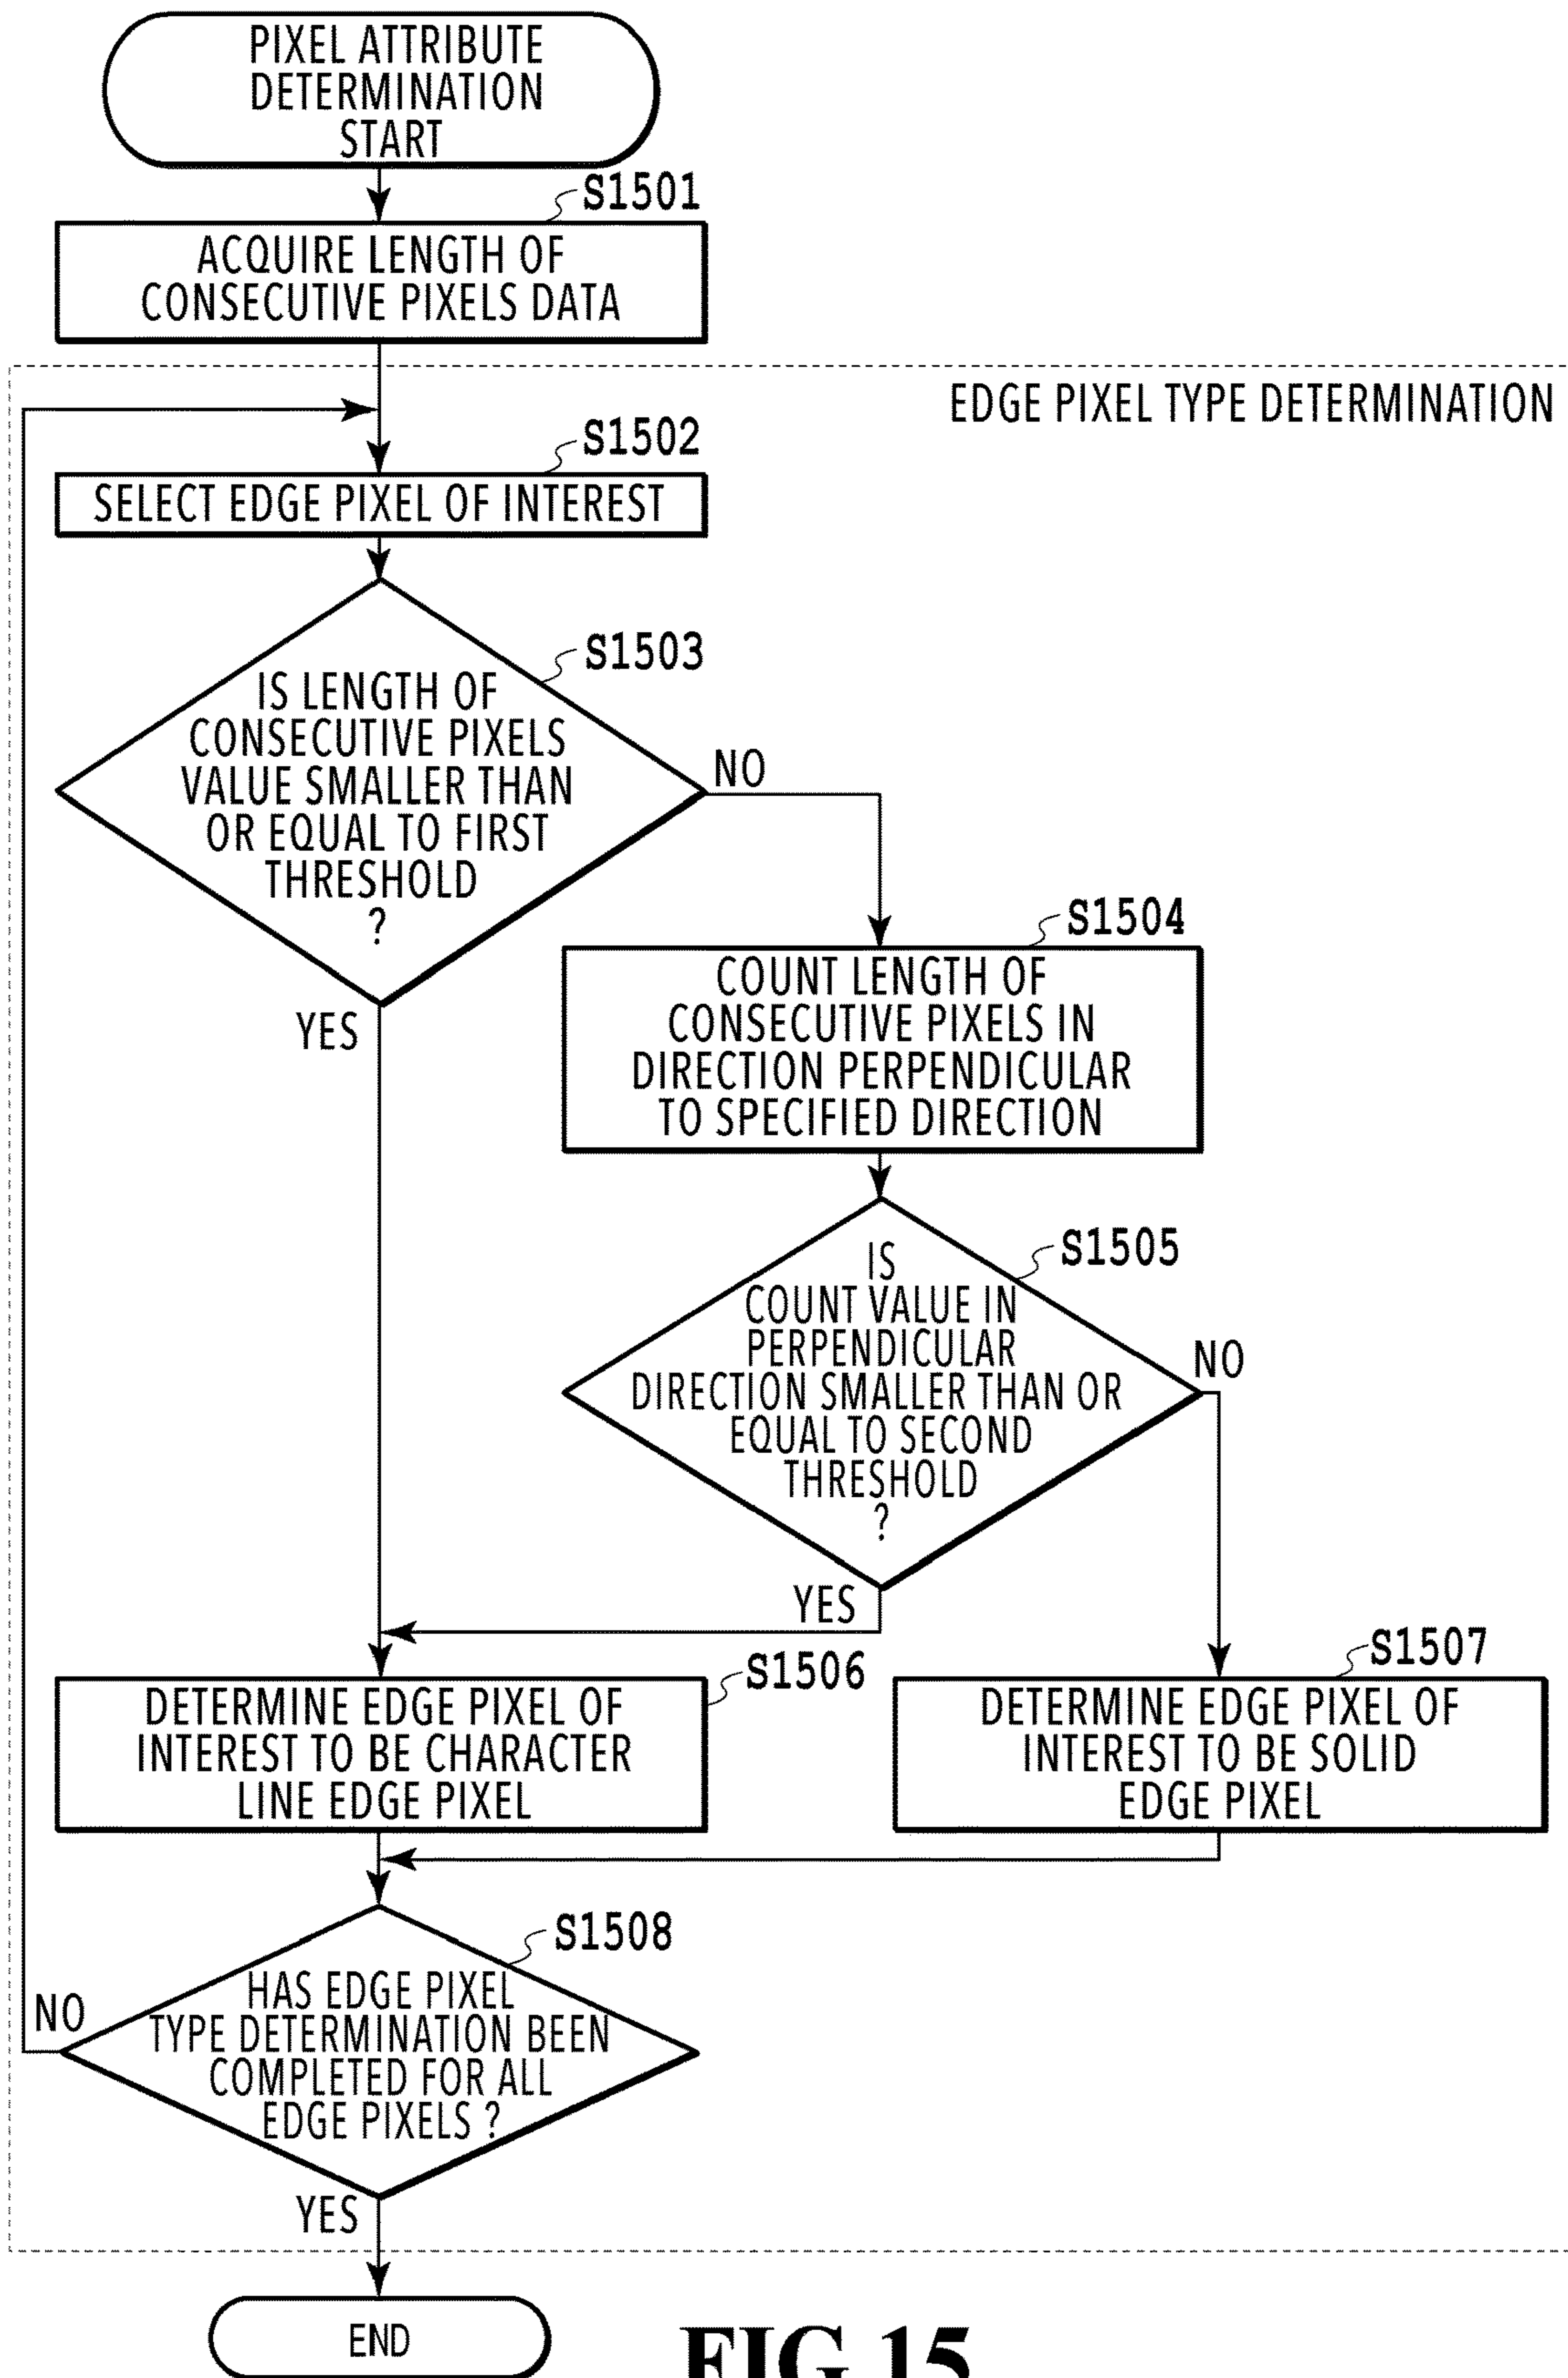 PIXEL ATTRIBUTE
DETERMINATION
START
S1501
ACQUIRE LENGTH OF
CONSECUTIVE PIXELS DATA
EDGE PIXEL TYPE DETERMINATION
S1502
SELECT EDGE PIXEL OF INTEREST
S1503
IS LENGTH OF
CONSECUTIVE PIXELS
VALUE SMALLER THAN
OR EQUAL TO FIRST
THRESHOLD
?
NO
YES
S1504
COUNT LENGTH OF
CONSECUTIVE PIXELS IN
DIRECTION PERPENDICULAR
TO SPECIFIED DIRECTION
S1505
IS
COUNT VALUE IN
PERPENDICULAR
DIRECTION SMALLER THAN OR
EQUAL TO SECOND
THRESHOLD
?
NO
YES
S1506
DETERMINE EDGE PIXEL OF
INTEREST TO BE CHARACTER
LINE EDGE PIXEL
S1507
DETERMINE EDGE PIXEL OF
INTEREST TO BE SOLID
EDGE PIXEL
S1508
HAS EDGE PIXEL
TYPE DETERMINATION BEEN
COMPLETED FOR ALL
EDGE PIXELS ?
NO
YES
END
FIG.15